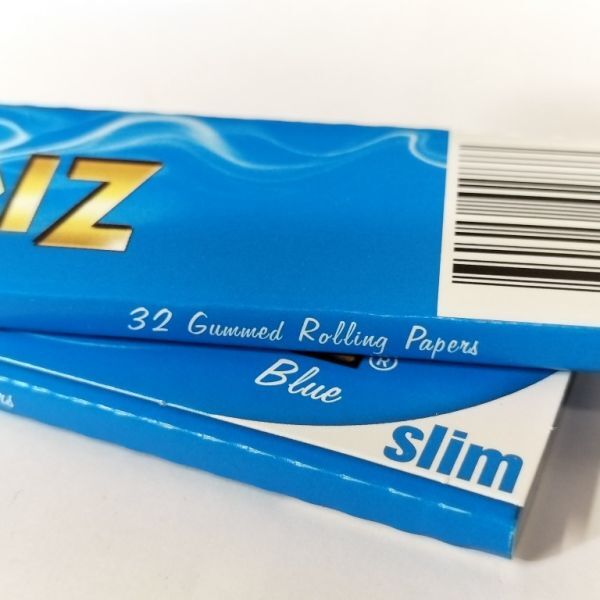 IZ
32 Gummed Rolling Papers
®
Blue
slim